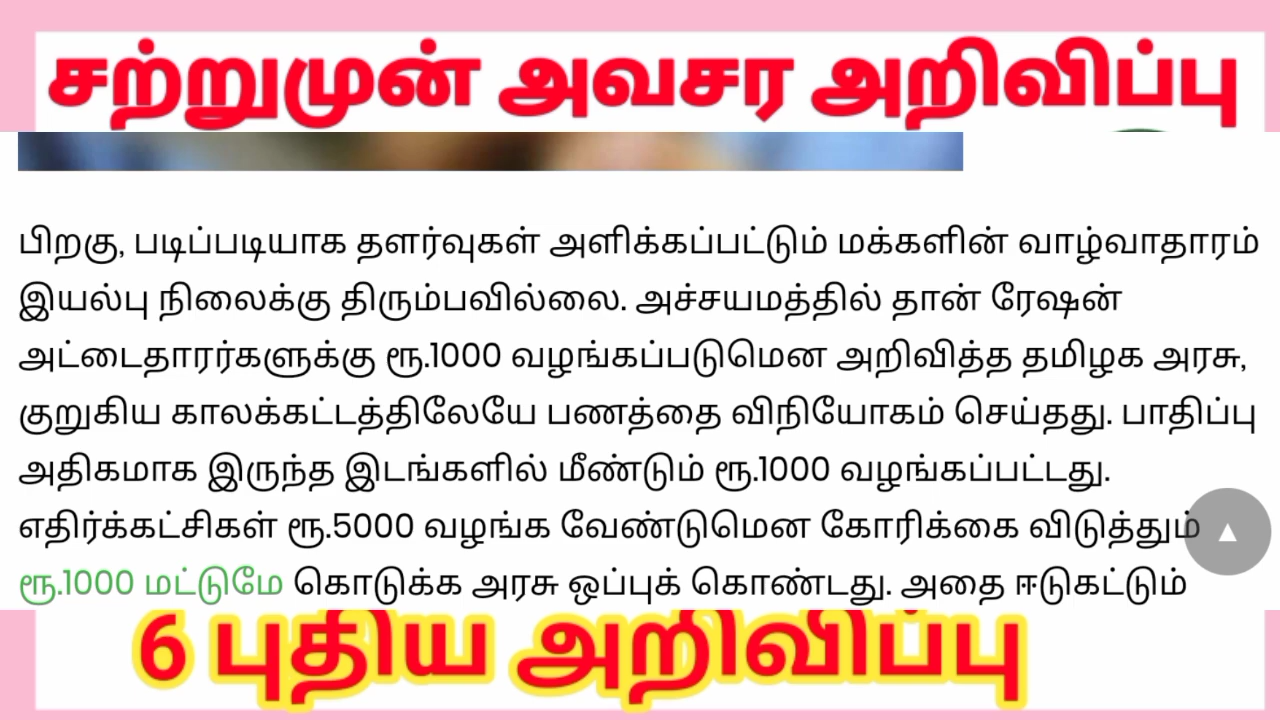 சற்றுமுன் அவசர அறிவிப்பு
பிறகு, படிப்படியாக தளர்வுகள் அளிக்கப்பட்டும் மக்களின் வாழ்வாதாரம்
இயல்பு நிலைக்கு திரும்பவில்லை. அச்சயமத்தில் தான் ரேஷன்
அட்டைதாரர்களுக்கு ரூ.1000 வழங்கப்படுமென அறிவித்த தமிழக அரசு,
குறுகிய காலக்கட்டத்திலேயே பணத்தை விநியோகம் செய்தது. பாதிப்பு
அதிகமாக இருந்த இடங்களில் மீண்டும் ரூ.1000 வழங்கப்பட்டது.
எதிர்க்கட்சிகள் ரூ.5000 வழங்க வேண்டுமென கோரிக்கை விடுத்தும்
ரூ.1000 மட்டுமே கொடுக்க அரசு ஒப்புக் கொண்டது. அதை ஈடுகட்டும்
6 புதிய அறிவிப்பு